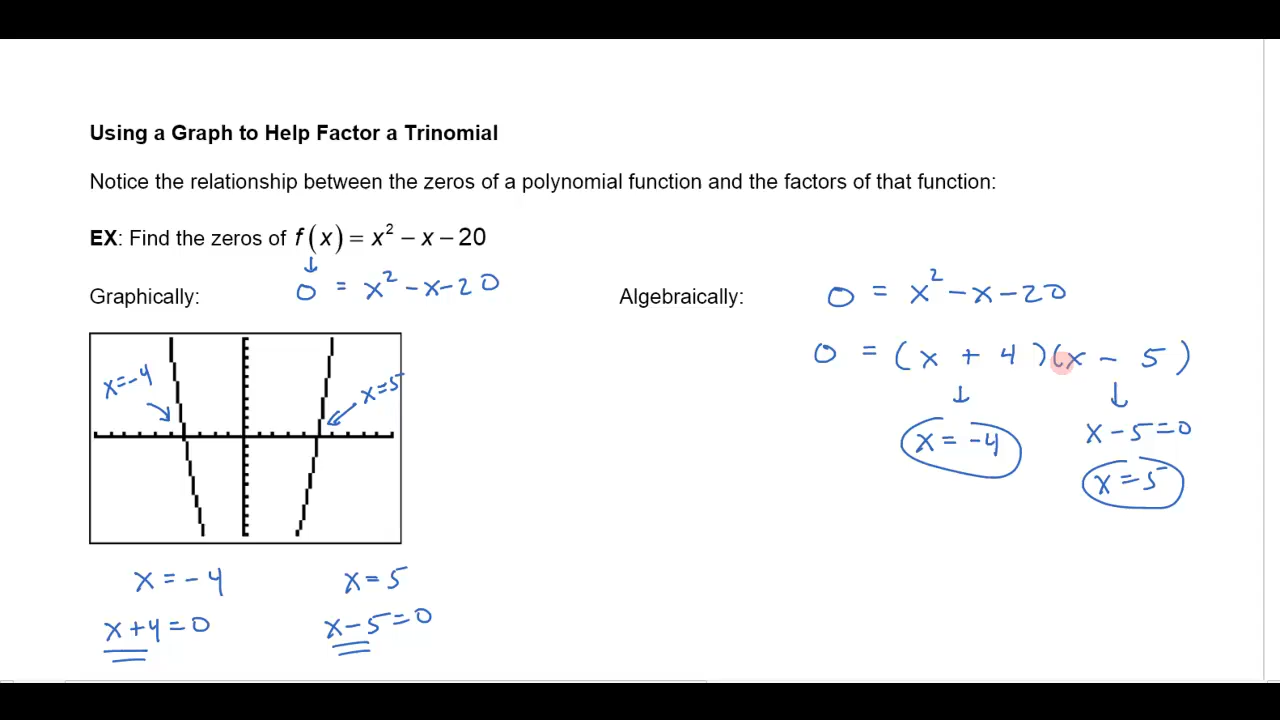 Using a Graph to Help Factor a Trinomial
Notice the relationship between the zeros of a polynomial function and the factors of that function:
EX: Find the zeros of f(x) = x² − x − 20
↓
Graphically: 0 = x² − x − 20
x = −4
x = 5
x = −4 x = 5
x + 4 = 0 x − 5 = 0
Algebraically: 0 = x² − x − 20
0 = (x + 4)(x − 5)
↓ ↓
x = −4 x − 5 = 0
x = 5